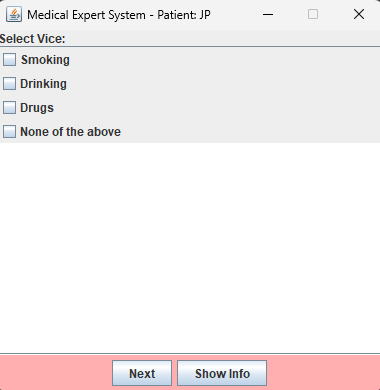 Medical Expert System - Patient: JP
Select Vice:
Smoking
Drinking
Drugs
None of the above
Next Show Info